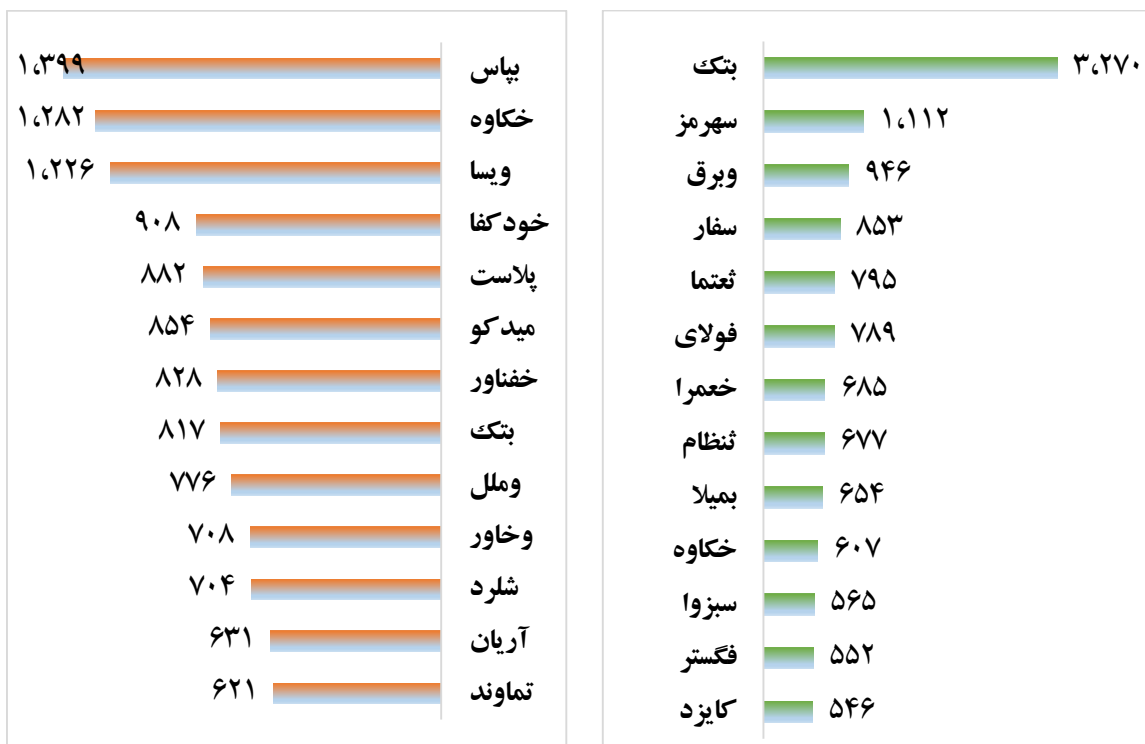 بتک ۳،۲۷۰
سهرمز ۱،۱۱۲
وبرق ۹۴۶
سفار ۸۵۳
ثعتما ۷۹۵
فولای ۷۸۹
خعمرا ۶۸۵
ثنظام ۶۷۷
بمیلا ۶۵۴
خکاوه ۶۰۷
سبزوا ۵۶۵
فگستر ۵۵۲
کایزد ۵۴۶
بپاس ۱،۳۹۹
خکاوه ۱،۲۸۲
ویسا ۱،۲۲۶
خودکفا ۹۰۸
پلاست ۸۸۲
میدکو ۸۵۴
خفناور ۸۲۸
بتک ۸۱۷
وملل ۷۷۶
وخاور ۷۰۸
شلرد ۷۰۴
آریان ۶۳۱
تماوند ۶۲۱